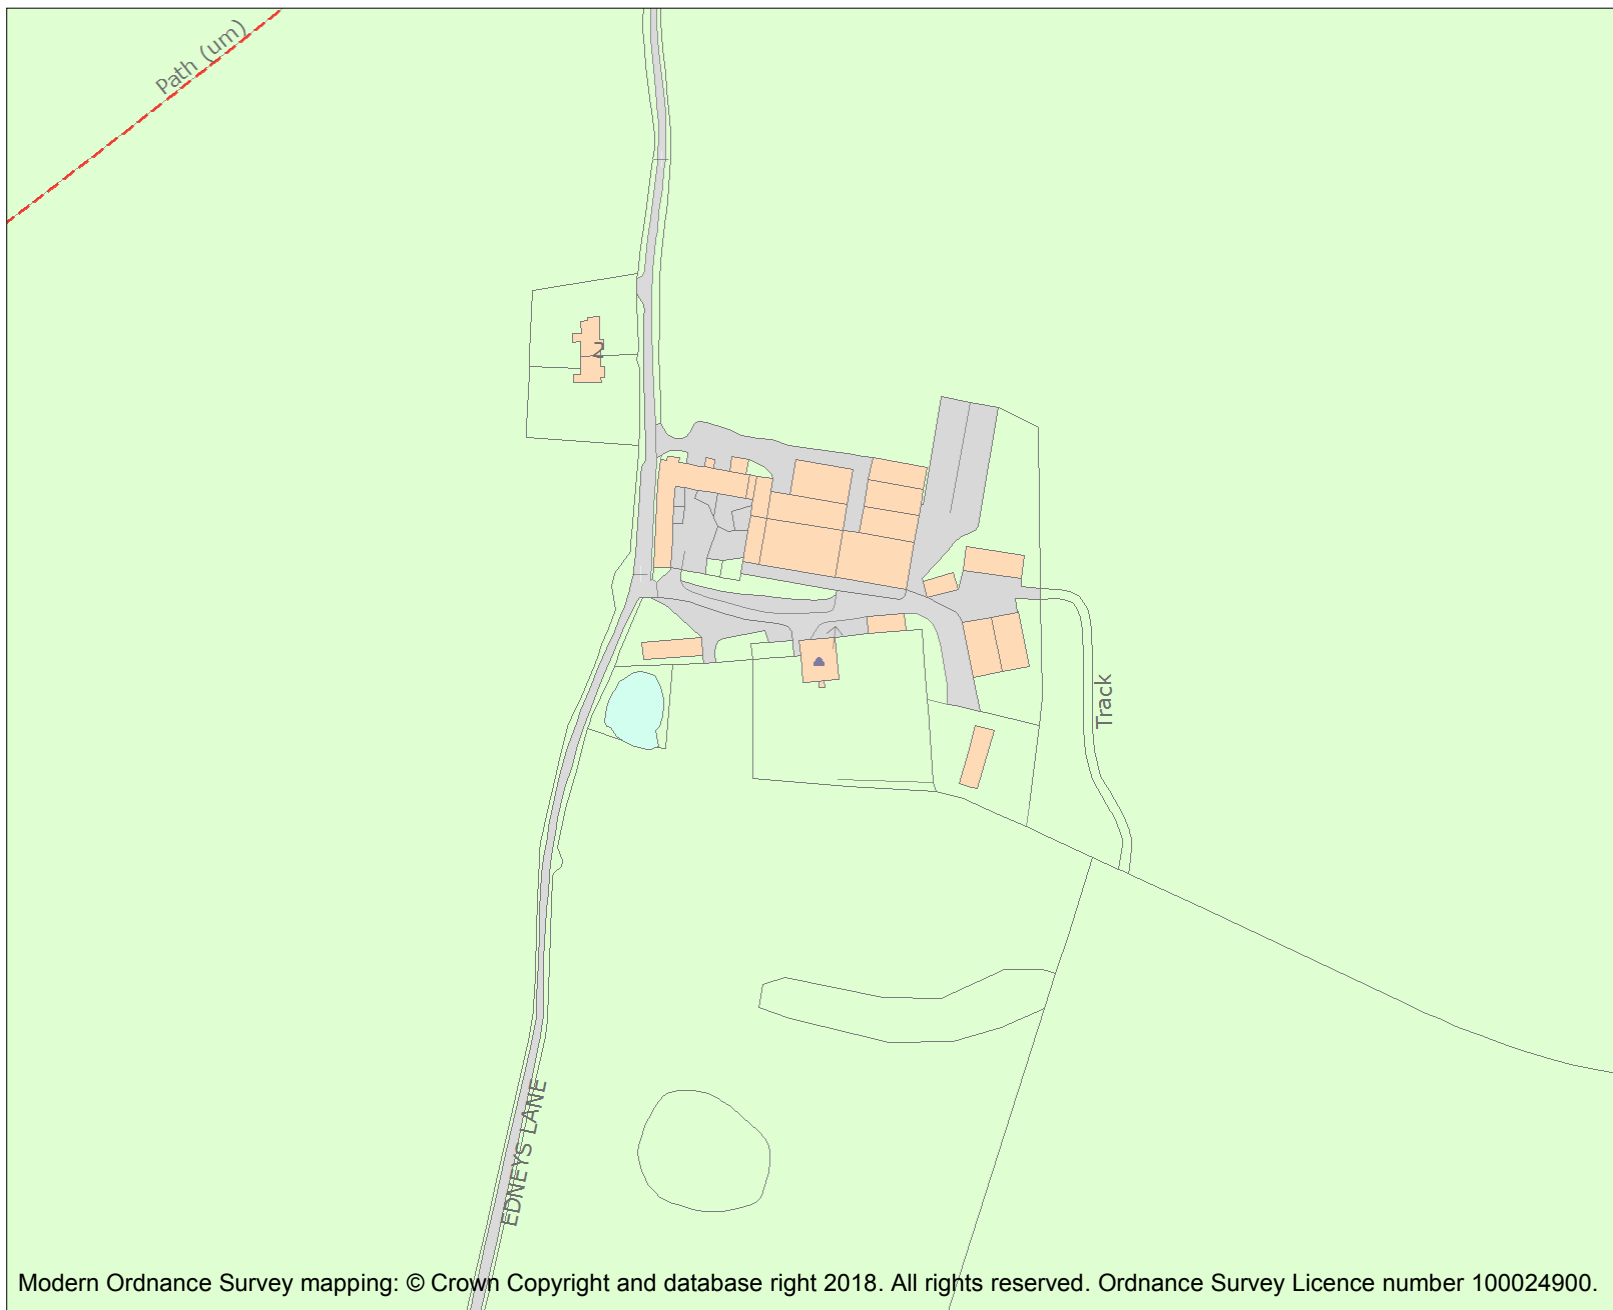 Path (um)
2
Track
EDNEYS LANE
Modern Ordnance Survey mapping: © Crown Copyright and database right 2018. All rights reserved. Ordnance Survey Licence number 100024900.